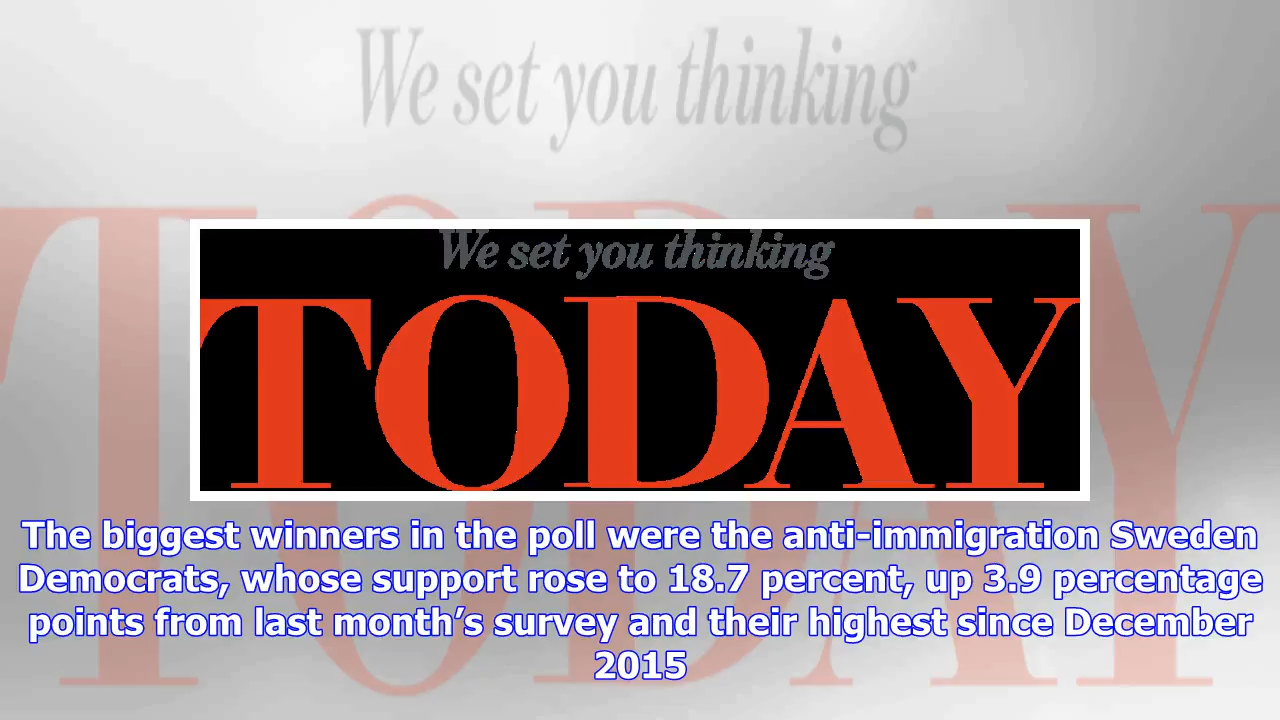 We set you thinking
TODAY
We set you thinking
TODAY
The biggest winners in the poll were the anti-immigration Sweden
Democrats, whose support rose to 18.7 percent, up 3.9 percentage
points from last month’s survey and their highest since December
2015